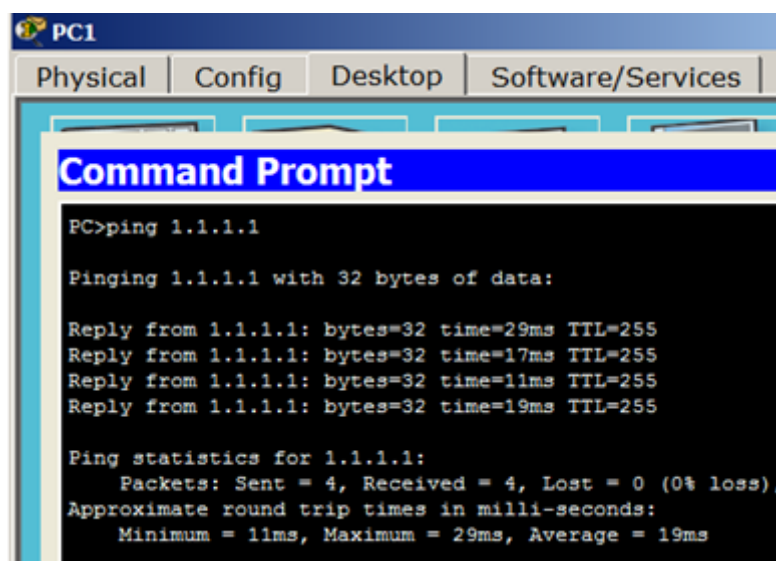 PC1
Physical Config Desktop Software/Services
Command Prompt
PC>ping 1.1.1.1
Pinging 1.1.1.1 with 32 bytes of data:
Reply from 1.1.1.1: bytes=32 time=29ms TTL=255
Reply from 1.1.1.1: bytes=32 time=17ms TTL=255
Reply from 1.1.1.1: bytes=32 time=11ms TTL=255
Reply from 1.1.1.1: bytes=32 time=19ms TTL=255
Ping statistics for 1.1.1.1:
Packets: Sent = 4, Received = 4, Lost = 0 (0% loss),
Approximate round trip times in milli-seconds:
Minimum = 11ms, Maximum = 29ms, Average = 19ms